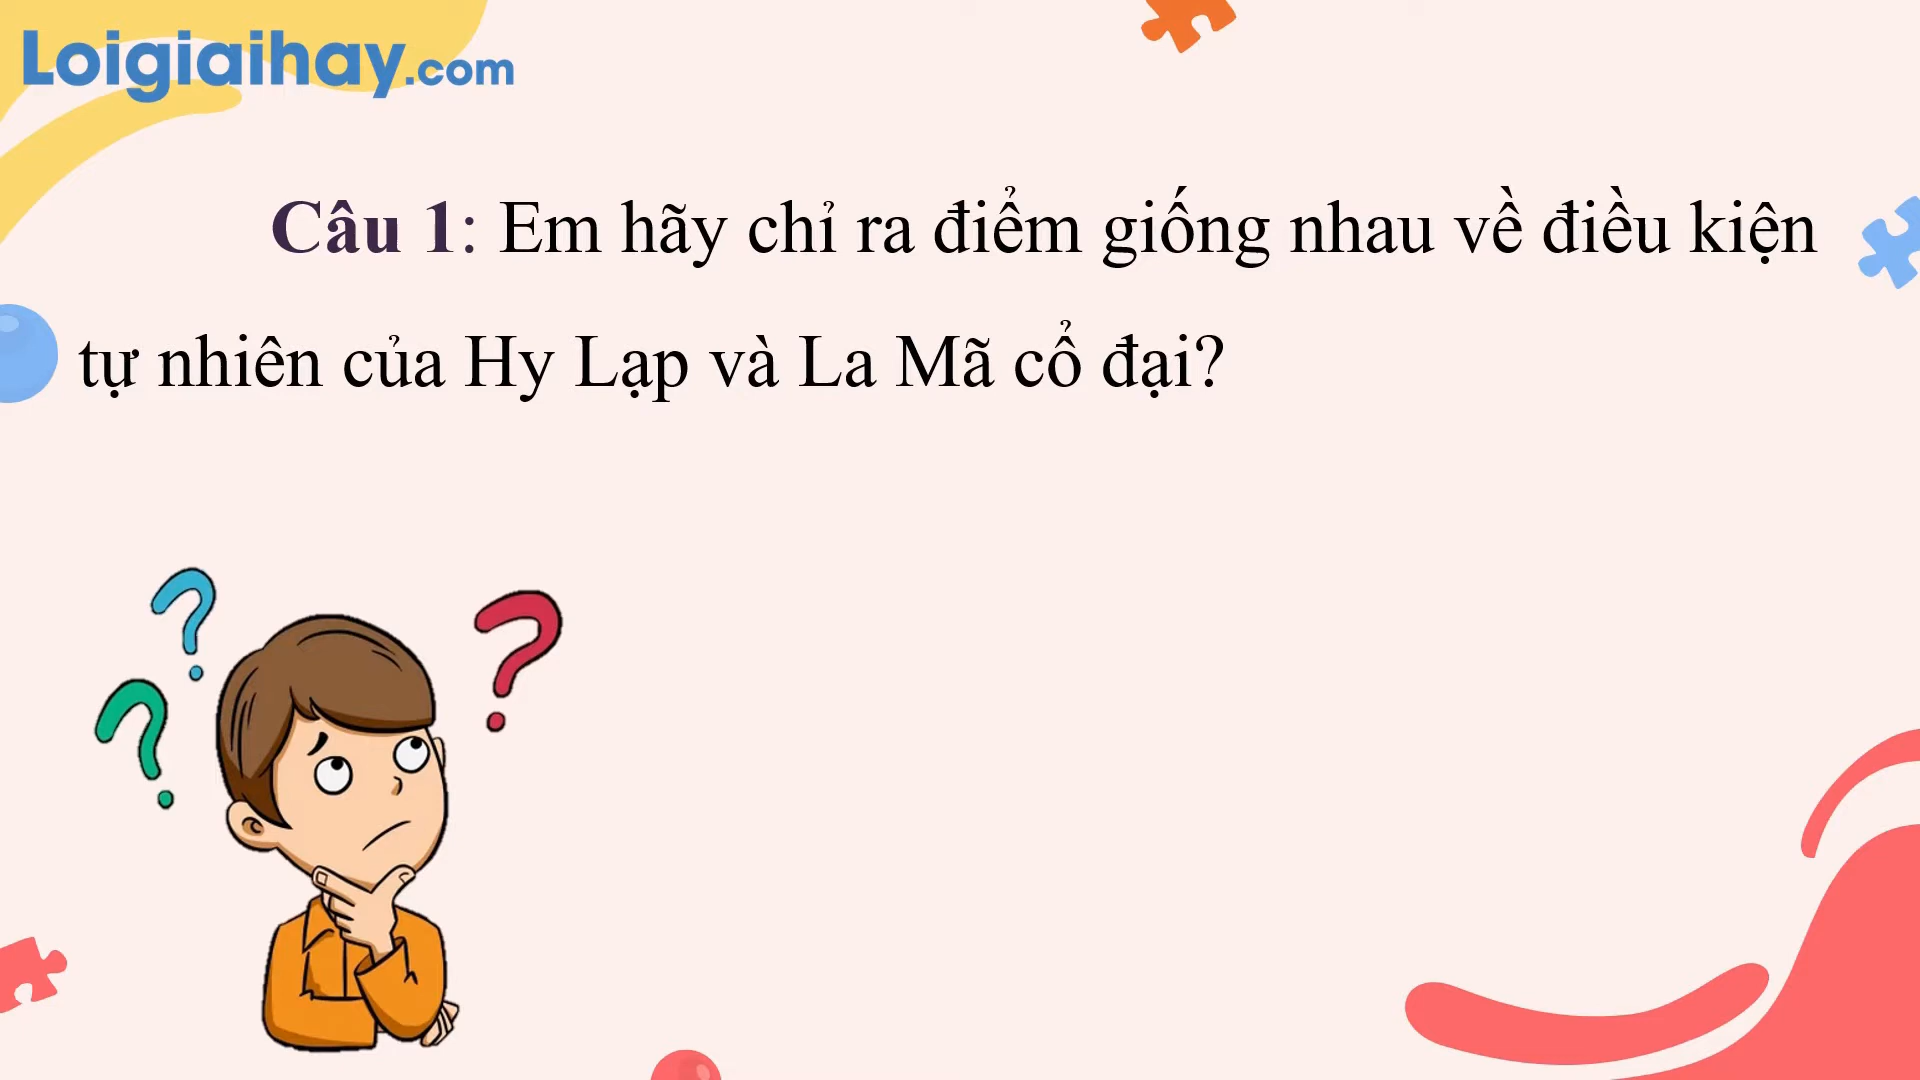 Loigiaihay.com
Câu 1: Em hãy chỉ ra điểm giống nhau về điều kiện
tự nhiên của Hy Lạp và La Mã cổ đại?